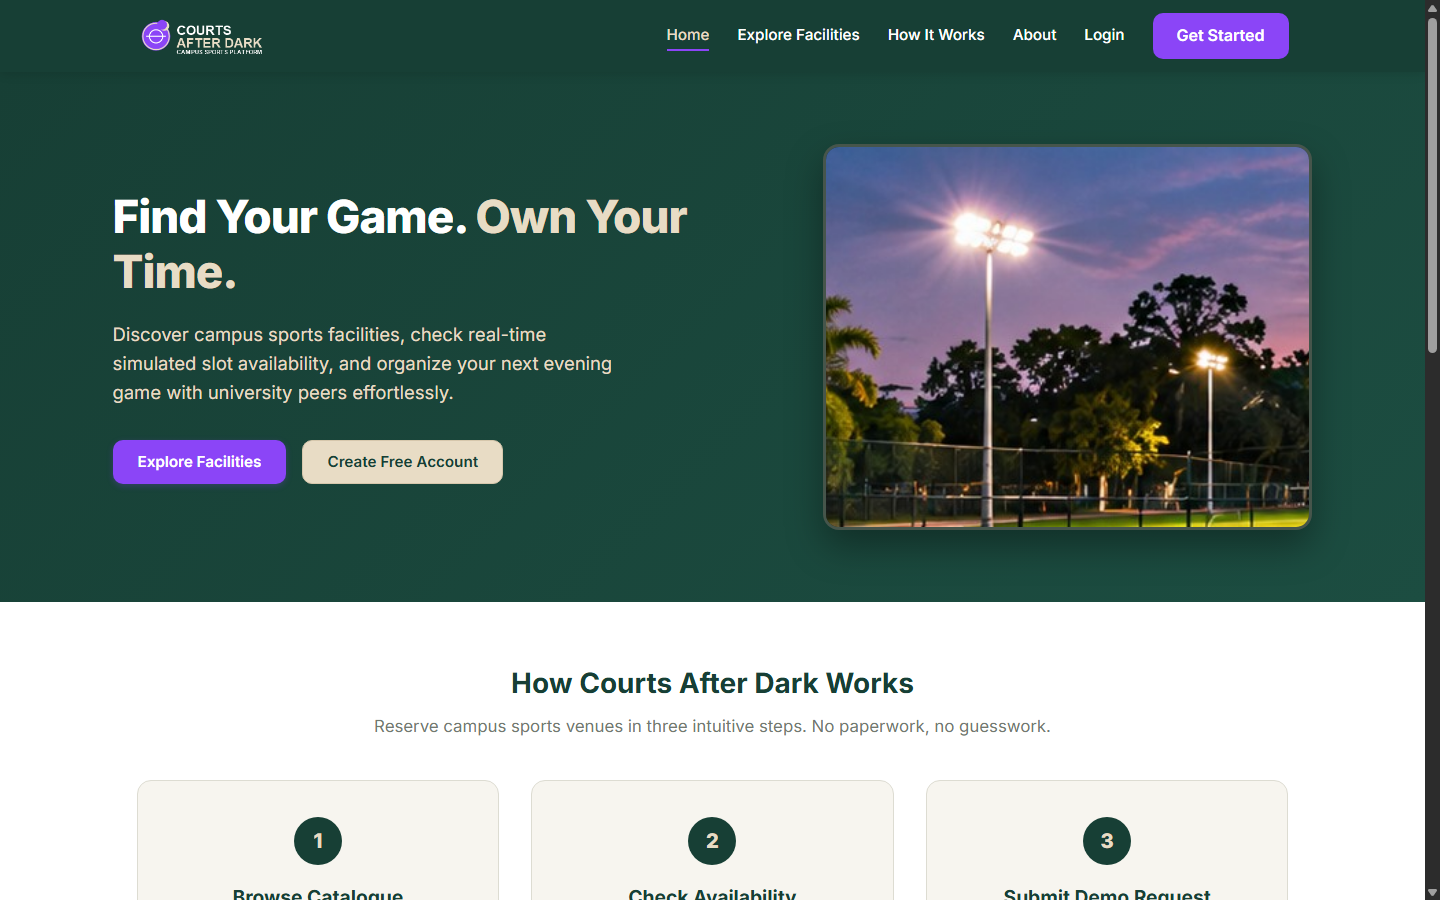 COURTS
AFTER DARK
CAMPUS SPORTS PLATFORM
Home
Explore Facilities
How It Works
About
Login
Get Started
Find Your Game. Own Your
Time.
Discover campus sports facilities, check real-time
simulated slot availability, and organize your next evening
game with university peers effortlessly.
Explore Facilities
Create Free Account
How Courts After Dark Works
Reserve campus sports venues in three intuitive steps. No paperwork, no guesswork.
1
Browse Catalogue
2
Check Availability
3
Submit Demo Request